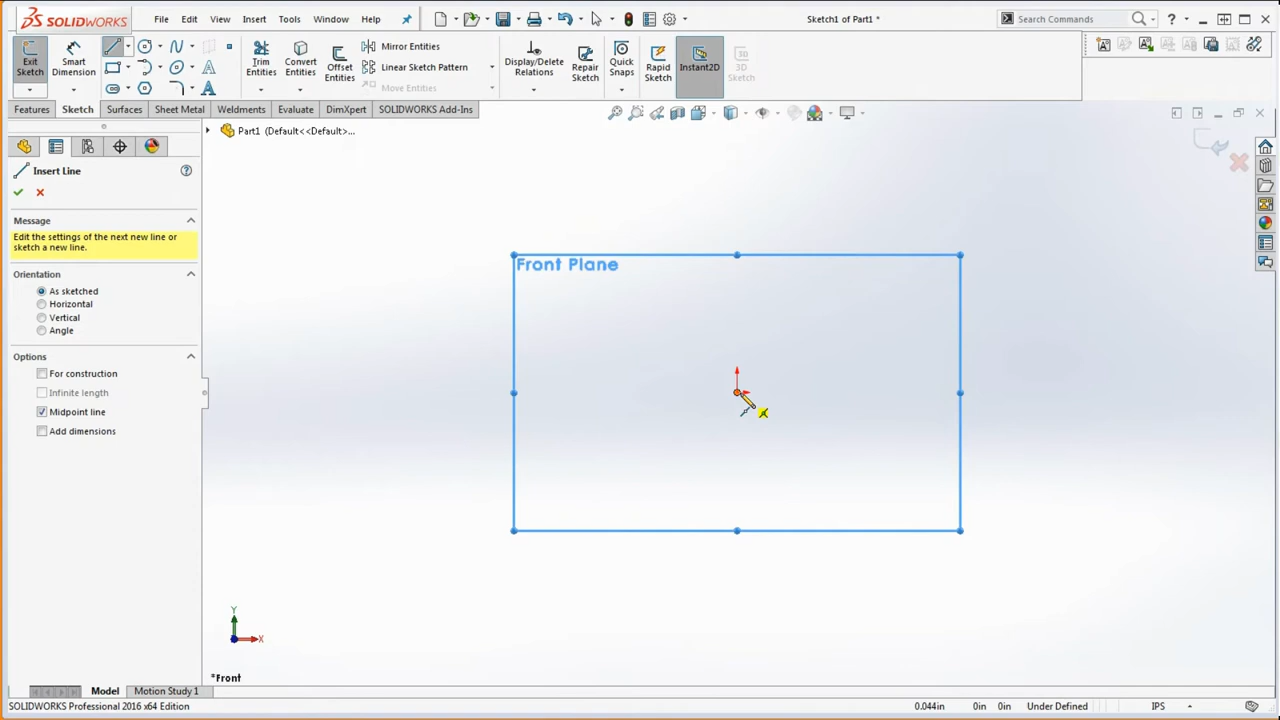 SOLIDWORKS
File
Edit
View
Insert
Tools
Window
Help
Sketch1 of Part1 *
Search Commands
Exit Sketch
Smart Dimension
Trim Entities
Convert Entities
Offset Entities
Mirror Entities
Linear Sketch Pattern
Move Entities
Display/Delete Relations
Repair Sketch
Quick Snaps
Rapid Sketch
Instant2D
3D Sketch
Features
Sketch
Surfaces
Sheet Metal
Weldments
Evaluate
DimXpert
SOLIDWORKS Add-Ins
Part1 (Default<<Default>...
Insert Line
Message
Edit the settings of the next new line or
sketch a new line.
Orientation
As sketched
Horizontal
Vertical
Angle
Options
For construction
Infinite length
Midpoint line
Add dimensions
Front Plane
Y
X
*Front
Model
Motion Study 1
SOLIDWORKS Professional 2016 x64 Edition
0.044in
0in
0in
Under Defined
IPS